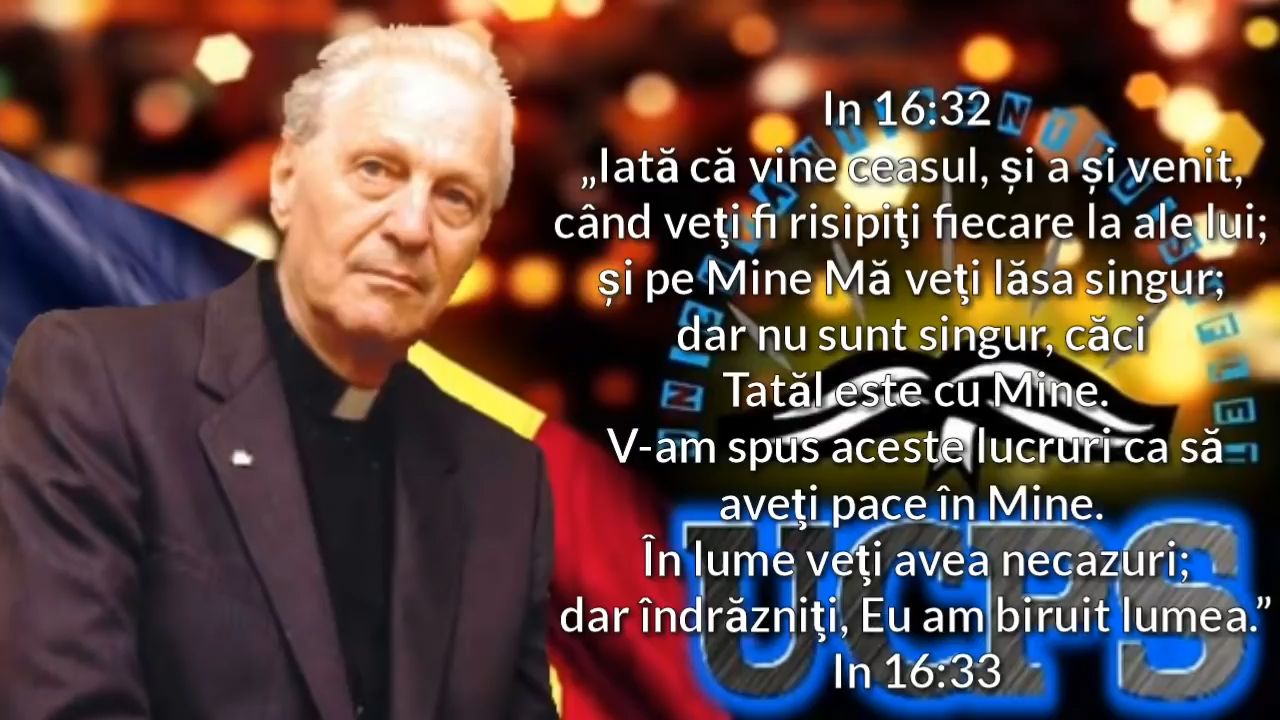 In 16:32
„Iată că vine ceasul, și a și venit,
când veţi fi risipiţi fiecare la ale lui;
și pe Mine Mă veţi lăsa singur;
dar nu sunt singur, căci
Tatăl este cu Mine.
V-am spus aceste lucruri ca să
aveţi pace în Mine.
În lume veţi avea necazuri;
dar îndrăzniţi, Eu am biruit lumea.”
In 16:33
UCPS